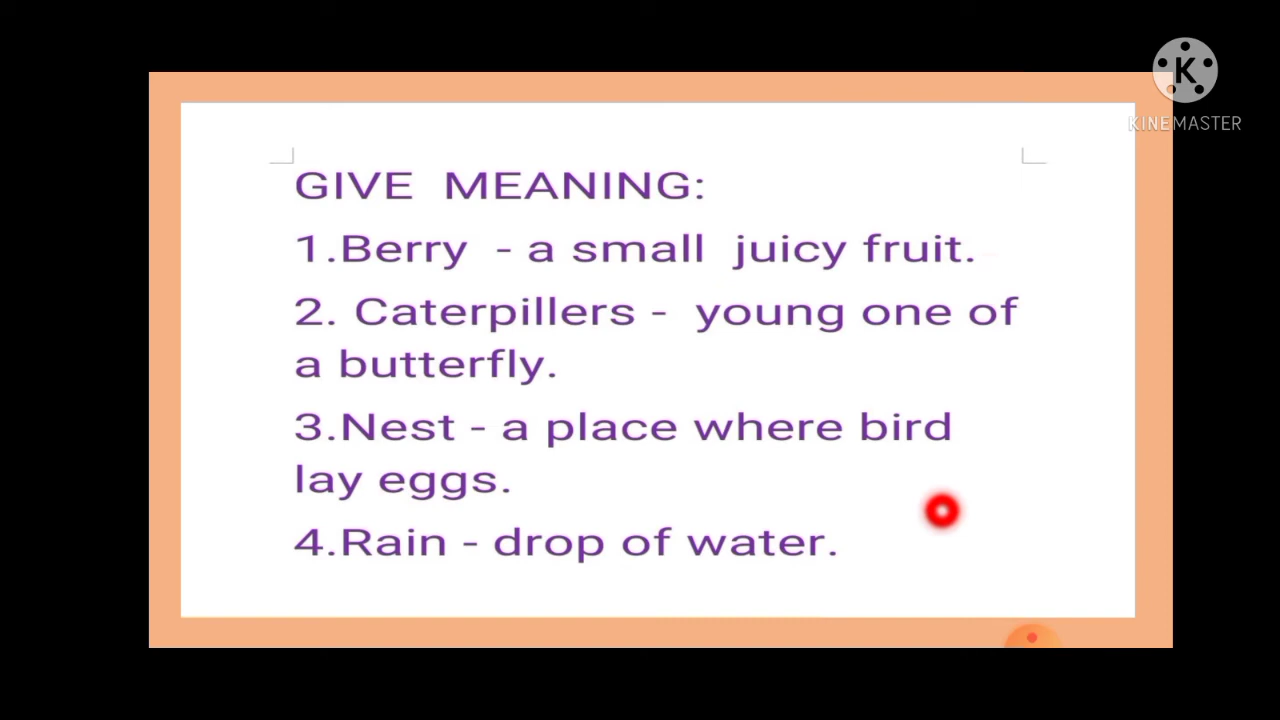 K
KINEMASTER
GIVE MEANING:
1.Berry - a small juicy fruit.
2. Caterpillers - young one of
a butterfly.
3.Nest - a place where bird
lay eggs.
4.Rain - drop of water.